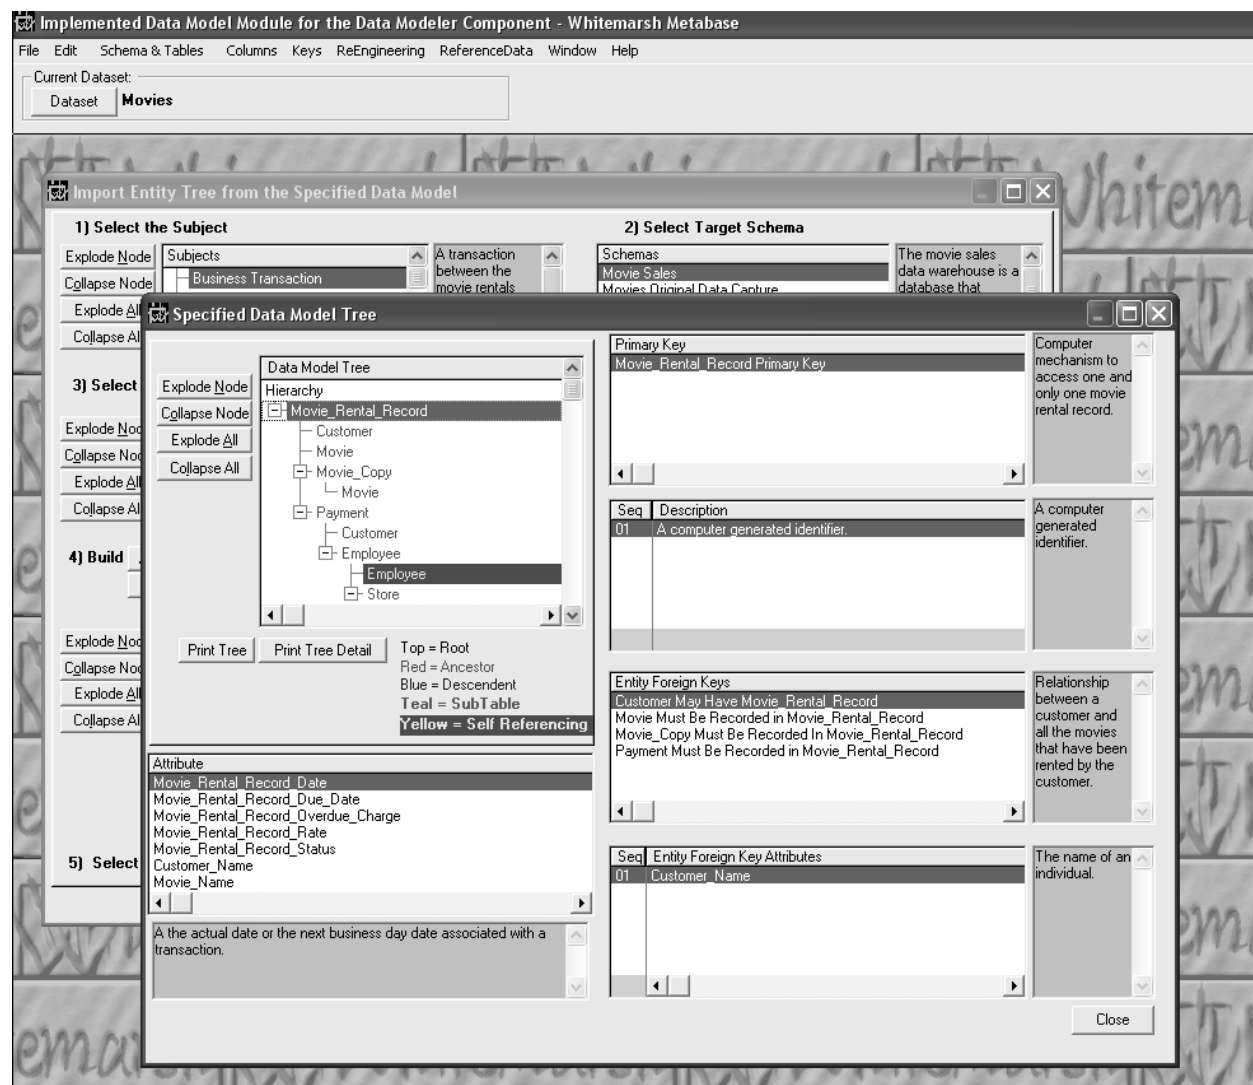 Implemented Data Model Module for the Data Modeler Component - Whitemarsh Metabase
File Edit Schema & Tables Columns Keys ReEngineering ReferenceData Window Help
Current Dataset:
Dataset Movies
Import Entity Tree from the Specified Data Model
1) Select the Subject
2) Select Target Schema
Explode Node
Collapse Node
Explode All
Collapse Al
Subjects
Business Transaction
A transaction
between the
movie rentals
Schemas
Movie Sales
Movies Original Data Capture
The movie sales
data warehouse is a
database that
3) Select
Explode Noc
Collapse Noc
Explode All
Collapse Al
4) Build
Explode Noc
Collapse Noc
Explode All
Collapse Al
5) Select
Specified Data Model Tree
Explode Node
Collapse Node
Explode All
Collapse All
Data Model Tree
Hierarchy
Movie_Rental_Record
Customer
Movie
Movie_Copy
Movie
Payment
Customer
Employee
Employee
Store
Print Tree
Print Tree Detail
Top = Root
Red = Ancestor
Blue = Descendent
Teal = SubTable
Yellow = Self Referencing
Attribute
Movie_Rental_Record_Date
Movie_Rental_Record_Due_Date
Movie_Rental_Record_Overdue_Charge
Movie_Rental_Record_Rate
Movie_Rental_Record_Status
Customer_Name
Movie_Name
A the actual date or the next business day date associated with a
transaction.
Primary Key
Movie_Rental_Record Primary Key
Computer
mechanism to
access one and
only one movie
rental record.
Seq Description
01 A computer generated identifier.
A computer
generated
identifier.
Entity Foreign Keys
Customer May Have Movie_Rental_Record
Movie Must Be Recorded in Movie_Rental_Record
Movie_Copy Must Be Recorded In Movie_Rental_Record
Payment Must Be Recorded in Movie_Rental_Record
Relationship
between a
customer and
all the movies
that have been
rented by the
customer.
Seq Entity Foreign Key Attributes
01 Customer_Name
The name of an
individual.
Close